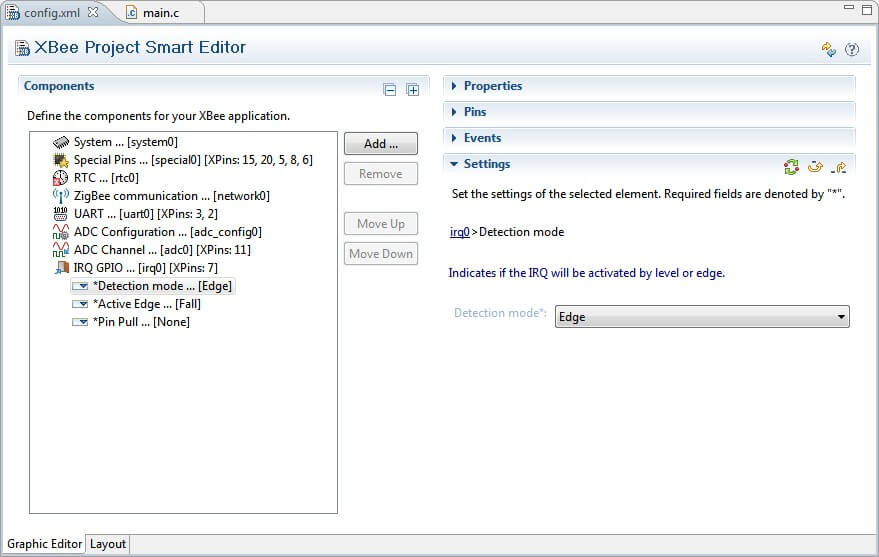 config.xml
main.c
XBee Project Smart Editor
Components
Define the components for your XBee application.
System ... [system0]
Special Pins ... [special0] [XPins: 15, 20, 5, 8, 6]
RTC ... [rtc0]
ZigBee communication ... [network0]
UART ... [uart0] [XPins: 3, 2]
ADC Configuration ... [adc_config0]
ADC Channel ... [adc0] [XPins: 11]
IRQ GPIO ... [irq0] [XPins: 7]
*Detection mode ... [Edge]
*Active Edge ... [Fall]
*Pin Pull ... [None]
Add ...
Remove
Move Up
Move Down
Properties
Pins
Events
Settings
Set the settings of the selected element. Required fields are denoted by "*".
irq0 > Detection mode
Indicates if the IRQ will be activated by level or edge.
Detection mode*: Edge
Graphic Editor Layout